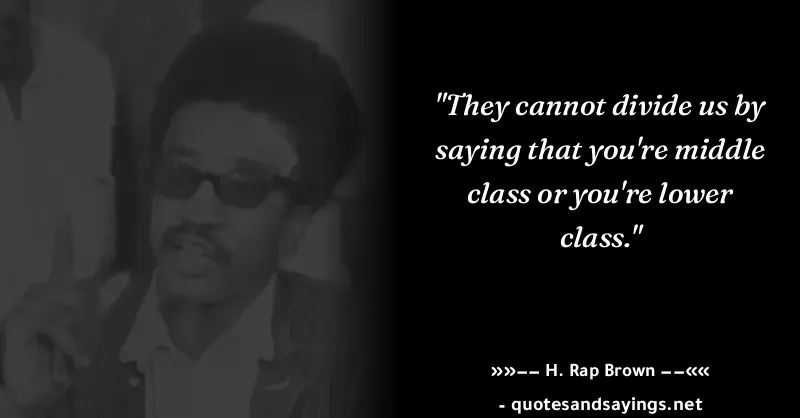 "They cannot divide us by
saying that you're middle
class or you're lower
class."
»»–– H. Rap Brown ––««
- quotesandsayings.net